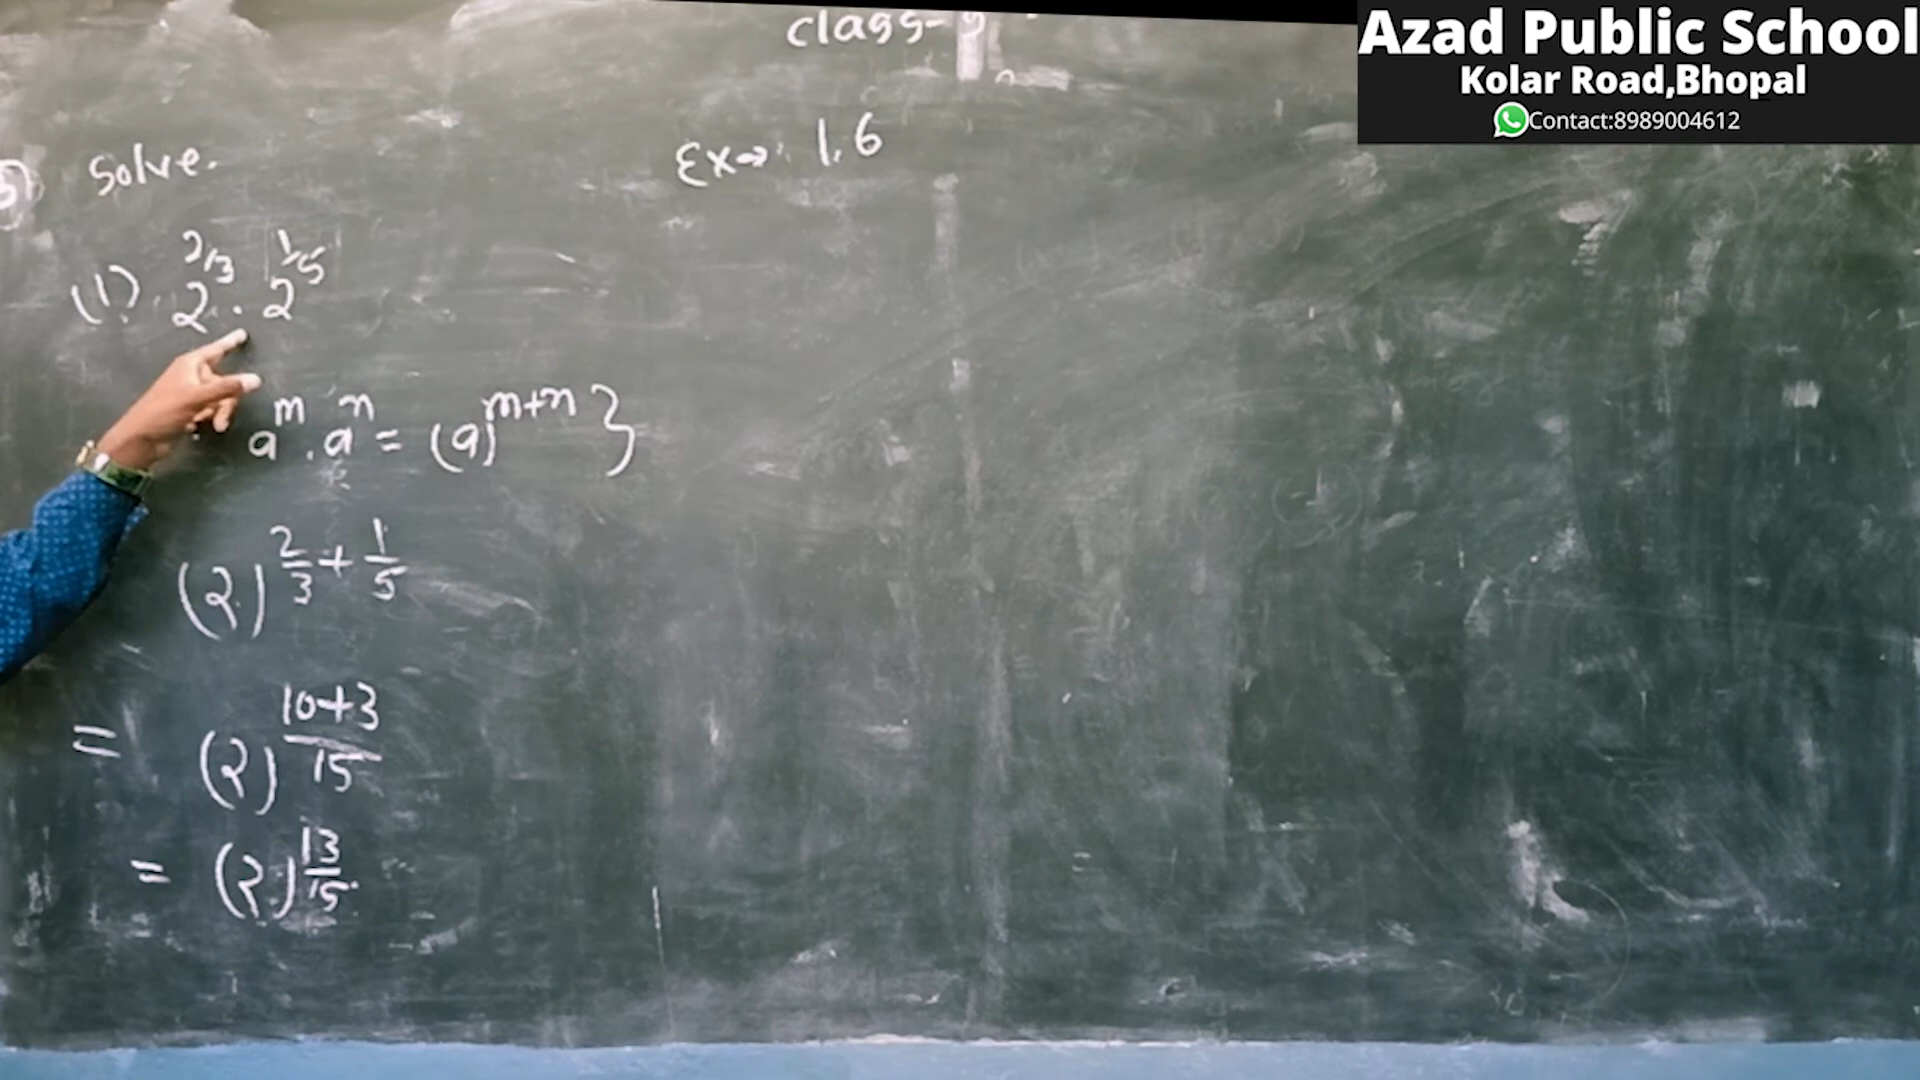 Azad Public School
Kolar Road,Bhopal
Contact:8989004612
class-9
Ex→ 1.6
Solve.
(1) 2^2/3 · 2^1/5
a^m . a^n = (a)^m+n }
(2)^2/3 + 1/5
= (2)^10+3/15
= (2)^13/15